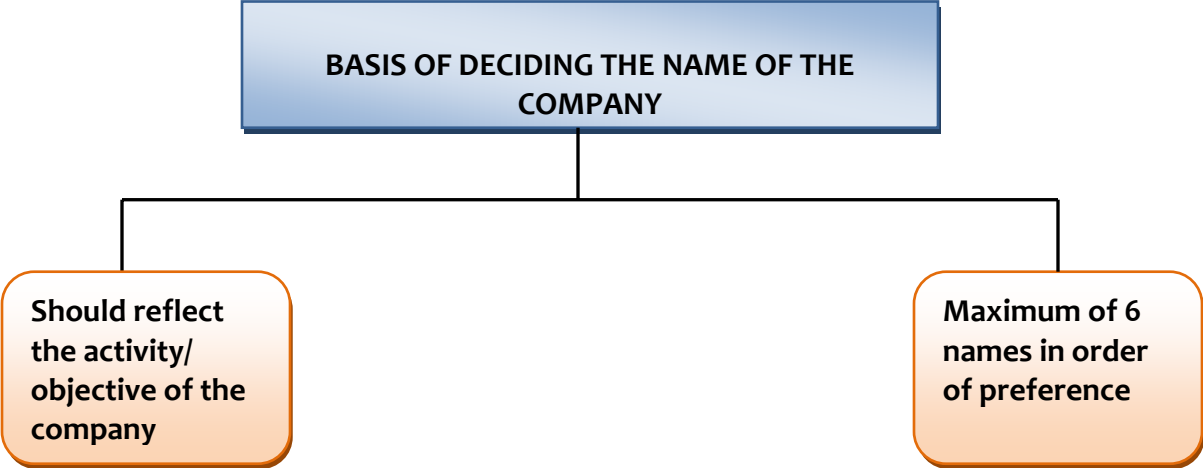 BASIS OF DECIDING THE NAME OF THE
COMPANY
Should reflect
the activity/
objective of the
company
Maximum of 6
names in order
of preference